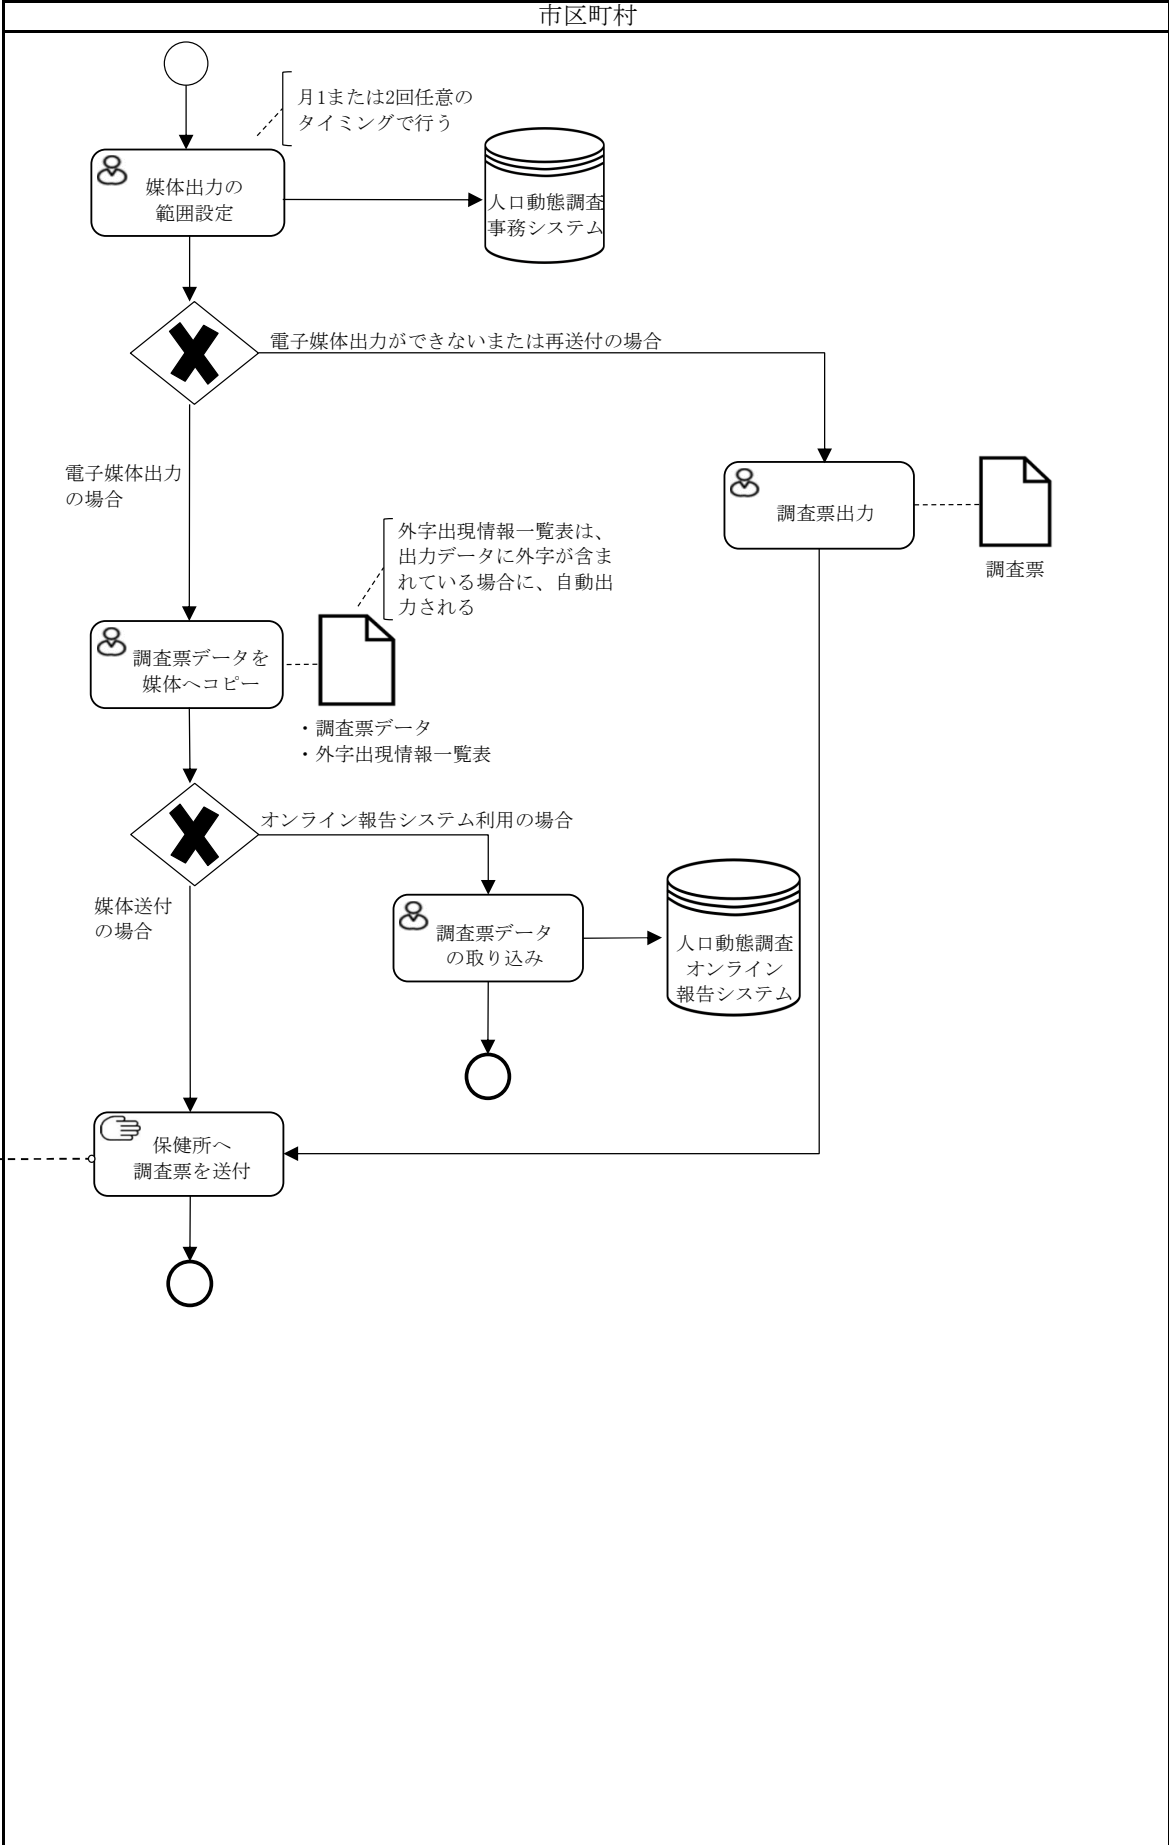 市区町村
月1または2回任意の
タイミングで行う
媒体出力の
範囲設定
人口動態調査
事務システム
電子媒体出力ができないまたは再送付の場合
電子媒体出力
の場合
調査票出力
調査票
外字出現情報一覧表は、
出力データに外字が含ま
れている場合に、自動出
力される
調査票データを
媒体へコピー
・調査票データ
・外字出現情報一覧表
オンライン報告システム利用の場合
媒体送付
の場合
調査票データ
の取り込み
人口動態調査
オンライン
報告システム
保健所へ
調査票を送付